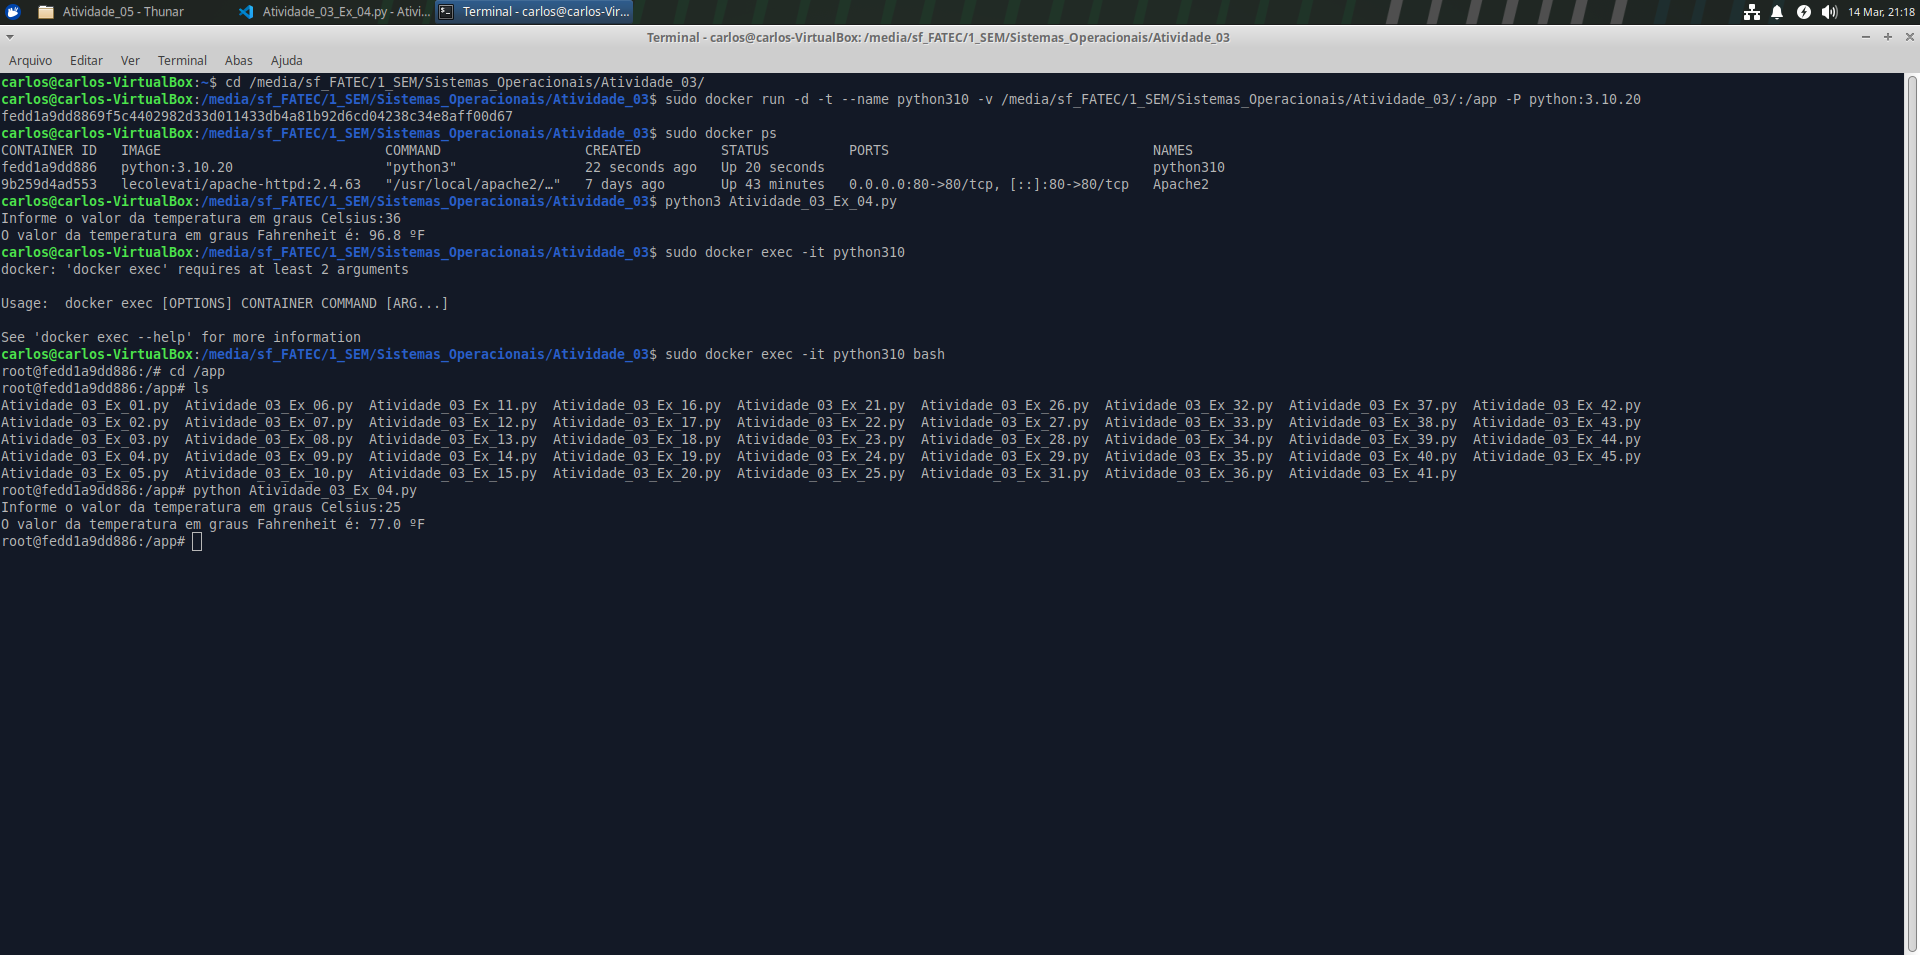 Atividade_05 - Thunar
Atividade_03_Ex_04.py - Ativi...
Terminal - carlos@carlos-Vir...
14 Mar, 21:18
Terminal - carlos@carlos-VirtualBox: /media/sf_FATEC/1_SEM/Sistemas_Operacionais/Atividade_03
Arquivo Editar Ver Terminal Abas Ajuda
carlos@carlos-VirtualBox:~$ cd /media/sf_FATEC/1_SEM/Sistemas_Operacionais/Atividade_03/
carlos@carlos-VirtualBox:/media/sf_FATEC/1_SEM/Sistemas_Operacionais/Atividade_03$ sudo docker run -d -t --name python310 -v /media/sf_FATEC/1_SEM/Sistemas_Operacionais/Atividade_03/:/app -P python:3.10.20
fedd1a9dd8869f5c4402982d33d011433db4a81b92d6cd04238c34e8aff00d67
carlos@carlos-VirtualBox:/media/sf_FATEC/1_SEM/Sistemas_Operacionais/Atividade_03$ sudo docker ps
CONTAINER ID   IMAGE                            COMMAND                  CREATED          STATUS          PORTS                                 NAMES
fedd1a9dd886   python:3.10.20                   "python3"                22 seconds ago   Up 20 seconds                                         python310
9b259d4ad553   lecolevati/apache-httpd:2.4.63   "/usr/local/apache2/…"   7 days ago       Up 43 minutes   0.0.0.0:80->80/tcp, [::]:80->80/tcp   Apache2
carlos@carlos-VirtualBox:/media/sf_FATEC/1_SEM/Sistemas_Operacionais/Atividade_03$ python3 Atividade_03_Ex_04.py
Informe o valor da temperatura em graus Celsius:36
O valor da temperatura em graus Fahrenheit é: 96.8 ºF
carlos@carlos-VirtualBox:/media/sf_FATEC/1_SEM/Sistemas_Operacionais/Atividade_03$ sudo docker exec -it python310
docker: 'docker exec' requires at least 2 arguments
Usage:  docker exec [OPTIONS] CONTAINER COMMAND [ARG...]
See 'docker exec --help' for more information
carlos@carlos-VirtualBox:/media/sf_FATEC/1_SEM/Sistemas_Operacionais/Atividade_03$ sudo docker exec -it python310 bash
root@fedd1a9dd886:/# cd /app
root@fedd1a9dd886:/app# ls
Atividade_03_Ex_01.py  Atividade_03_Ex_06.py  Atividade_03_Ex_11.py  Atividade_03_Ex_16.py  Atividade_03_Ex_21.py  Atividade_03_Ex_26.py  Atividade_03_Ex_32.py  Atividade_03_Ex_37.py  Atividade_03_Ex_42.py
Atividade_03_Ex_02.py  Atividade_03_Ex_07.py  Atividade_03_Ex_12.py  Atividade_03_Ex_17.py  Atividade_03_Ex_22.py  Atividade_03_Ex_27.py  Atividade_03_Ex_33.py  Atividade_03_Ex_38.py  Atividade_03_Ex_43.py
Atividade_03_Ex_03.py  Atividade_03_Ex_08.py  Atividade_03_Ex_13.py  Atividade_03_Ex_18.py  Atividade_03_Ex_23.py  Atividade_03_Ex_28.py  Atividade_03_Ex_34.py  Atividade_03_Ex_39.py  Atividade_03_Ex_44.py
Atividade_03_Ex_04.py  Atividade_03_Ex_09.py  Atividade_03_Ex_14.py  Atividade_03_Ex_19.py  Atividade_03_Ex_24.py  Atividade_03_Ex_29.py  Atividade_03_Ex_35.py  Atividade_03_Ex_40.py  Atividade_03_Ex_45.py
Atividade_03_Ex_05.py  Atividade_03_Ex_10.py  Atividade_03_Ex_15.py  Atividade_03_Ex_20.py  Atividade_03_Ex_25.py  Atividade_03_Ex_31.py  Atividade_03_Ex_36.py  Atividade_03_Ex_41.py
root@fedd1a9dd886:/app# python Atividade_03_Ex_04.py
Informe o valor da temperatura em graus Celsius:25
O valor da temperatura em graus Fahrenheit é: 77.0 ºF
root@fedd1a9dd886:/app#